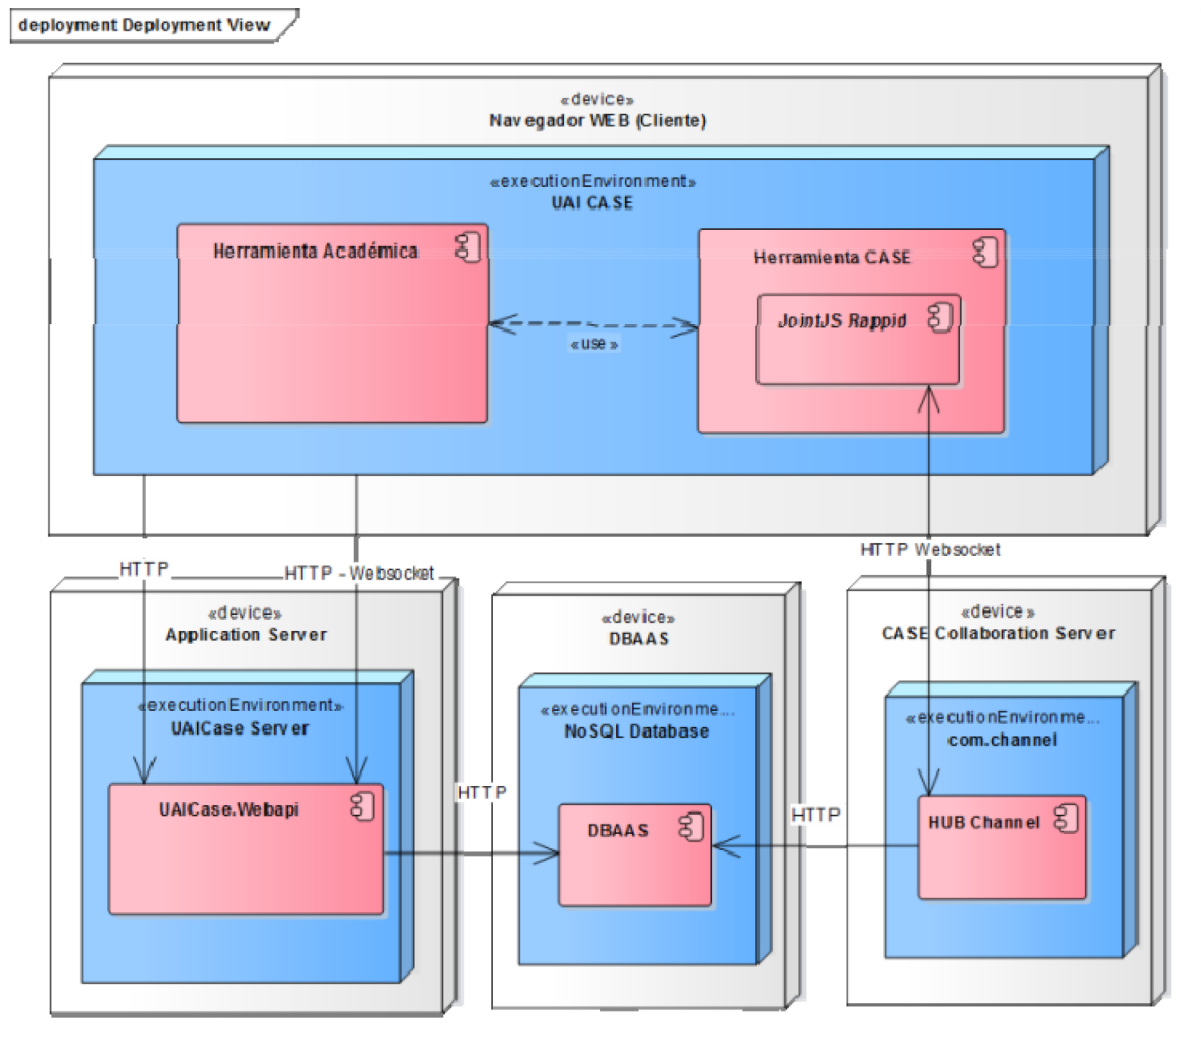 deployment Deployment View
«device»
Navegador WEB (Cliente)
«executionEnvironment»
UAI CASE
Herramienta Académica
Herramienta CASE
JointJS Rappid
«use»
HTTP
HTTP - Websocket
HTTP Websocket
«device»
Application Server
«executionEnvironment»
UAICase Server
UAICase.Webapi
HTTP
«device»
DBAAS
«executionEnvironme...
NoSQL Database
DBAAS
HTTP
«device»
CASE Collaboration Server
«executionEnvironme...
com.channel
HUB Channel